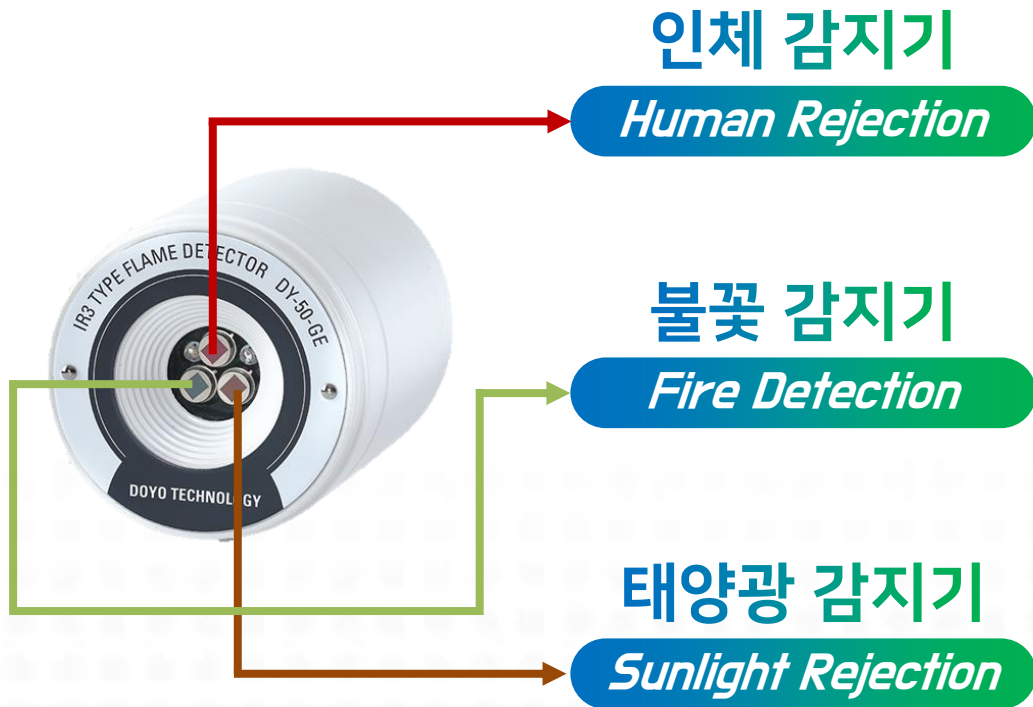 인체 감지기
Human Rejection
IR3 TYPE FLAME DETECTOR DY-50-GE
불꽃 감지기
Fire Detection
DOYO TECHNOLOGY
태양광 감지기
Sunlight Rejection